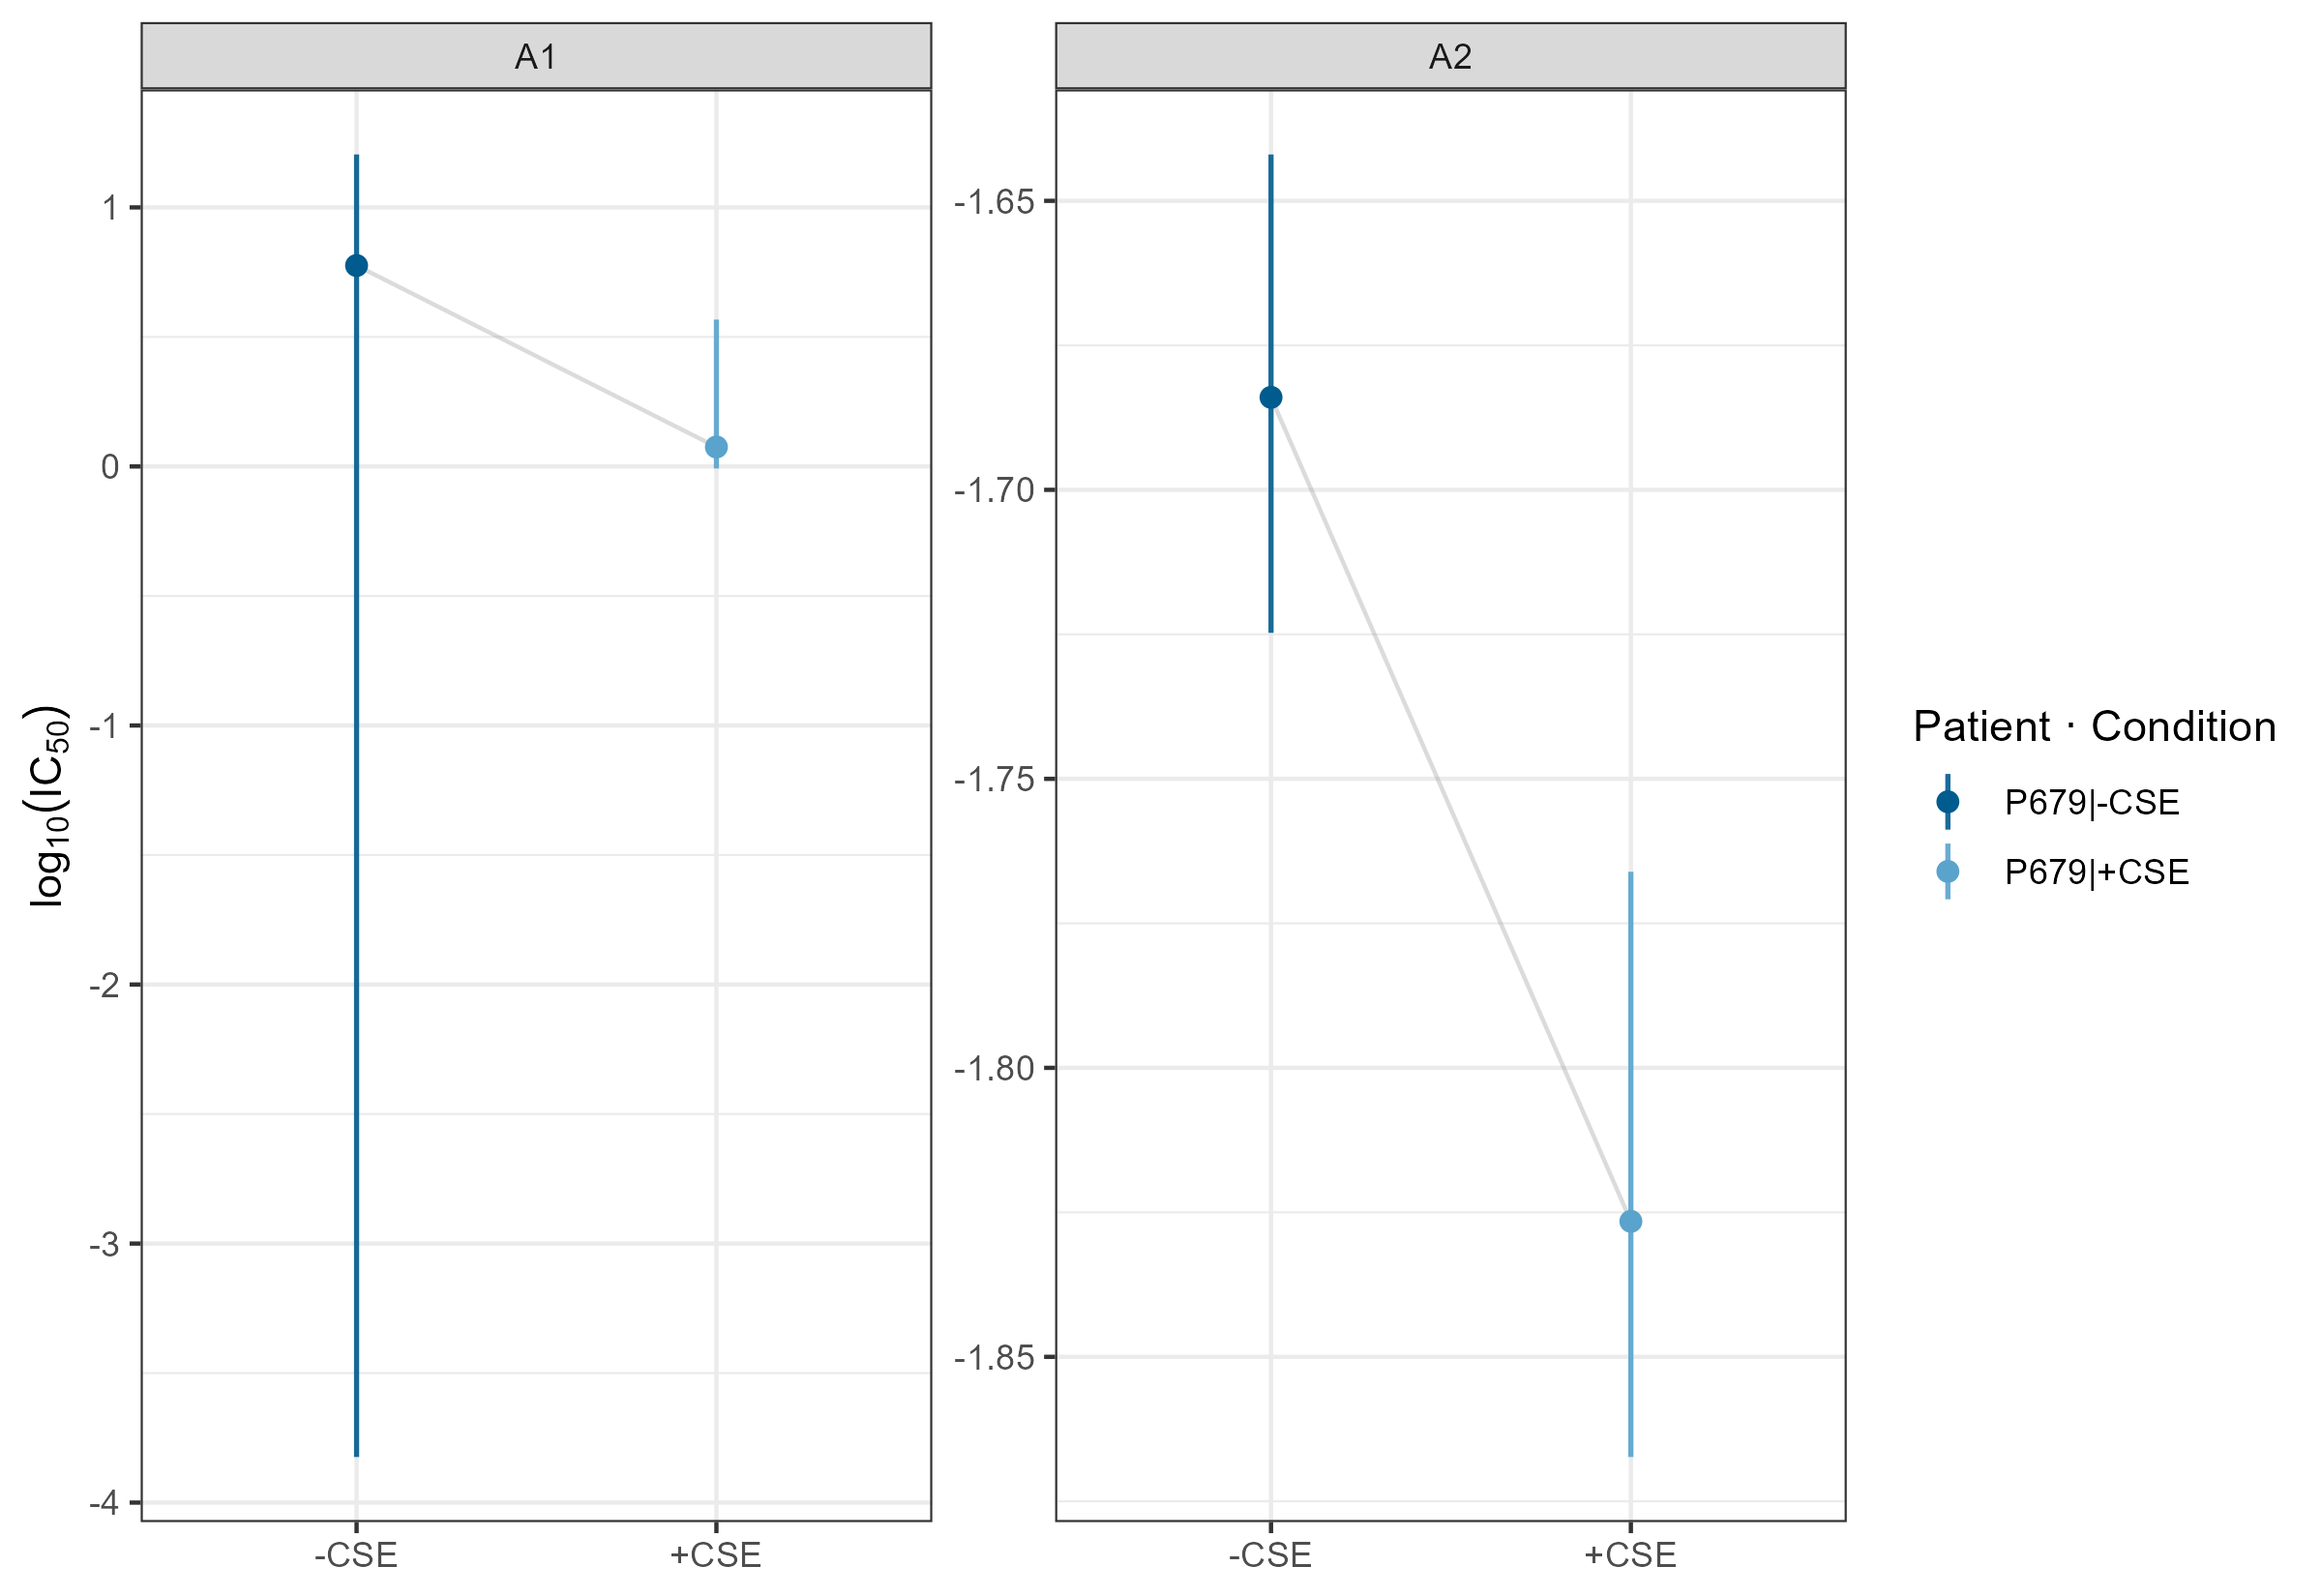 A1
A2
1
0
-1
-2
-3
-4
-1.65
-1.70
-1.75
-1.80
-1.85
log10(IC50)
-CSE
+CSE
-CSE
+CSE
Patient · Condition
P679|-CSE
P679|+CSE